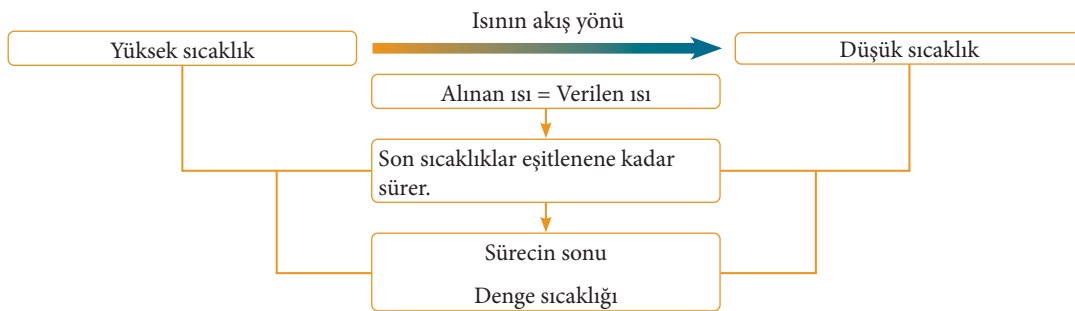 Isının akış yönü
Yüksek sıcaklık
Düşük sıcaklık
Alınan ısı = Verilen ısı
Son sıcaklıklar eşitlenene kadar
sürer.
Sürecin sonu
Denge sıcaklığı